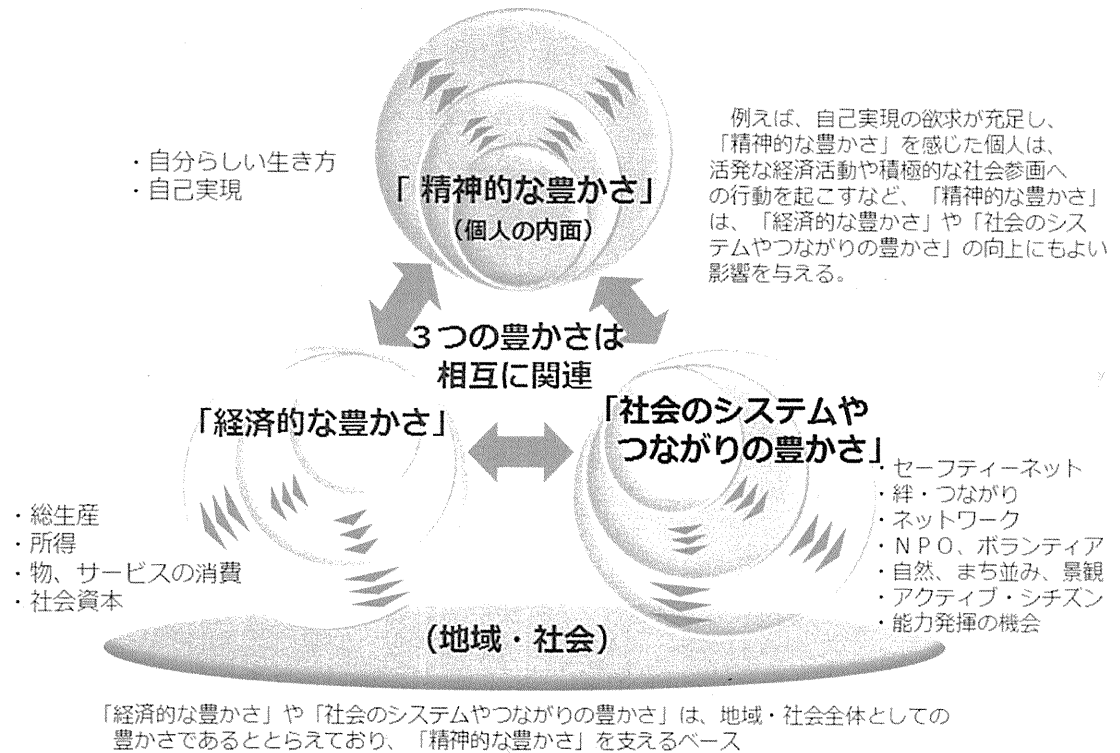 ・自分らしい生き方
・自己実現
「精神的な豊かさ」
(個人の内面)
例えば、自己実現の欲求が充足し、
「精神的な豊かさ」を感じた個人は、
活発な経済活動や積極的な社会参画へ
の行動を起こすなど、「精神的な豊かさ」
は、「経済的な豊かさ」や「社会のシス
テムやつながりの豊かさ」の向上にもよい
影響を与える。
3つの豊かさは
相互に関連
「経済的な豊かさ」
・総生産
・所得
・物、サービスの消費
・社会資本
「社会のシステムや
つながりの豊かさ」
・セーフティーネット
・絆・つながり
・ネットワーク
・NPO、ボランティア
・自然、まち並み、景観
・アクティブ・シチズン
・能力発揮の機会
(地域・社会)
「経済的な豊かさ」や「社会のシステムやつながりの豊かさ」は、地域・社会全体としての
豊かさであるととらえており、「精神的な豊かさ」を支えるベース